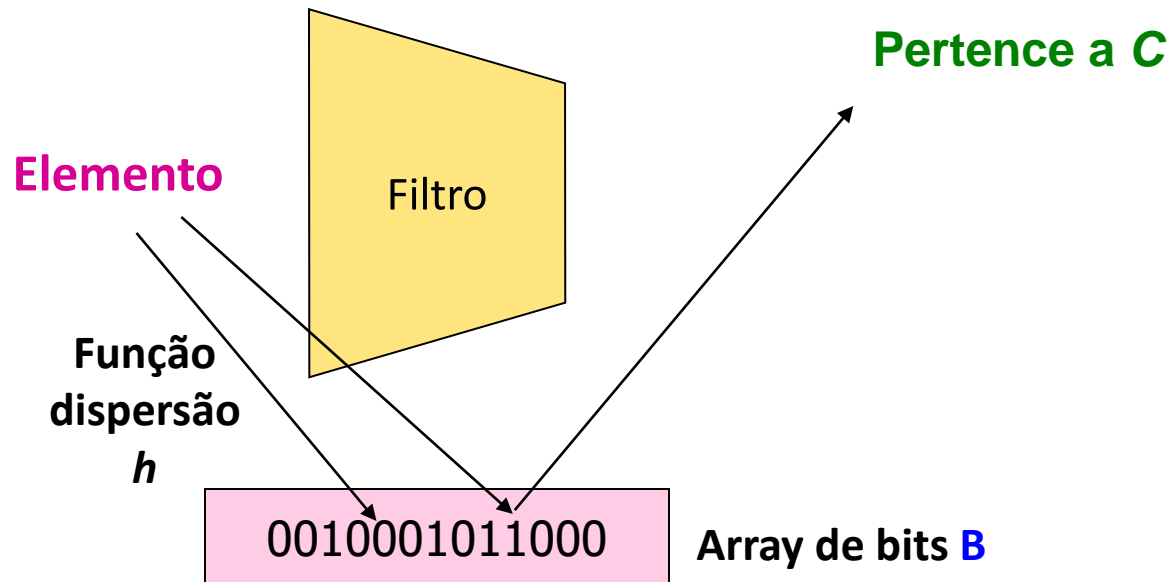 Pertence a C
Elemento
Filtro
Função
dispersão
h
0010001011000
Array de bits B